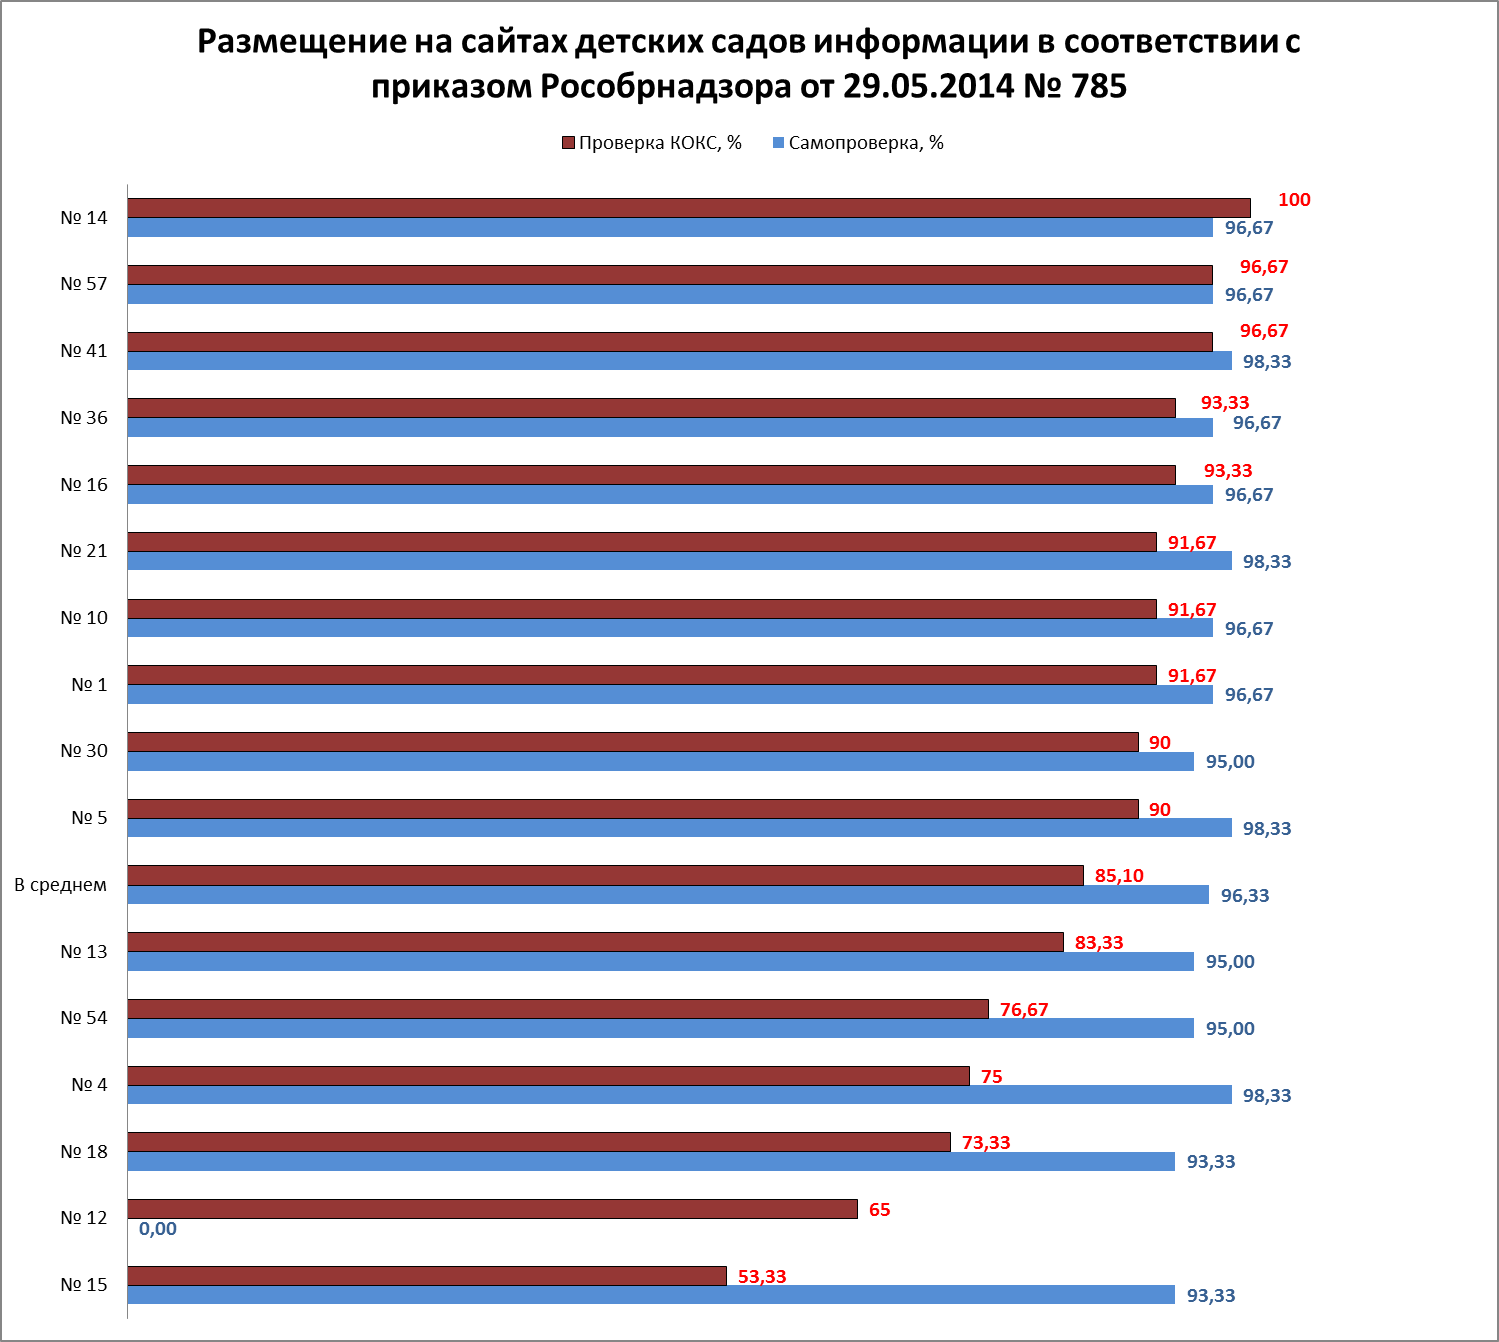 Размещение на сайтах детских садов информации в соответствии с
приказом Рособрнадзора от 29.05.2014 № 785
Проверка КОКС, % Самопроверка, %
№ 14 100
96,67
№ 57 96,67
96,67
№ 41 96,67
98,33
№ 36 93,33
96,67
№ 16 93,33
96,67
№ 21 91,67
98,33
№ 10 91,67
96,67
№ 1 91,67
96,67
№ 30 90
95,00
№ 5 90
98,33
В среднем 85,10
96,33
№ 13 83,33
95,00
№ 54 76,67
95,00
№ 4 75
98,33
№ 18 73,33
93,33
№ 12 65
0,00
№ 15 53,33
93,33